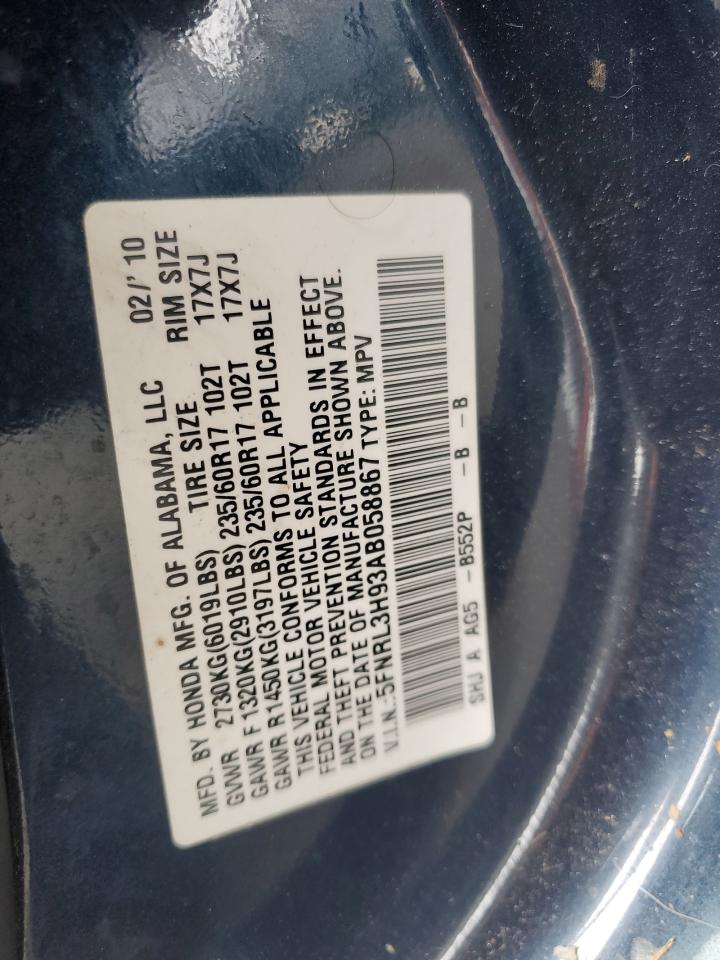 MFD. BY HONDA MFG. OF ALABAMA, LLC 02/' 10
GVWR 2730KG(6019LBS) TIRE SIZE RIM SIZE
GAWR F 1320KG(2910LBS) 235/60R17 102T 17X7J
GAWR R1450KG(3197LBS) 235/60R17 102T 17X7J
THIS VEHICLE CONFORMS TO ALL APPLICABLE
FEDERAL MOTOR VEHICLE SAFETY
AND THEFT PREVENTION STANDARDS IN EFFECT
ON THE DATE OF MANUFACTURE SHOWN ABOVE.
V.I.N.:5FNRL3H93AB058867 TYPE: MPV
SHJ A AG5 -B552P -B -B